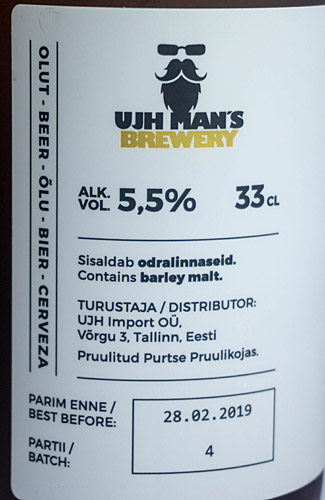 OLUT - BEER - ÕLU - BIER - CERVEZA
UJH MAN'S
BREWERY
ALK.
VOL. 5,5% 33 CL
Sisaldab odralinnaseid.
Contains barley malt.
TURUSTAJA / DISTRIBUTOR:
UJH Import OÜ,
Võrgu 3, Tallinn, Eesti
Pruulitud Purtse Pruulikojas.
PARIM ENNE /
BEST BEFORE: 28.02.2019
PARTII /
BATCH: 4